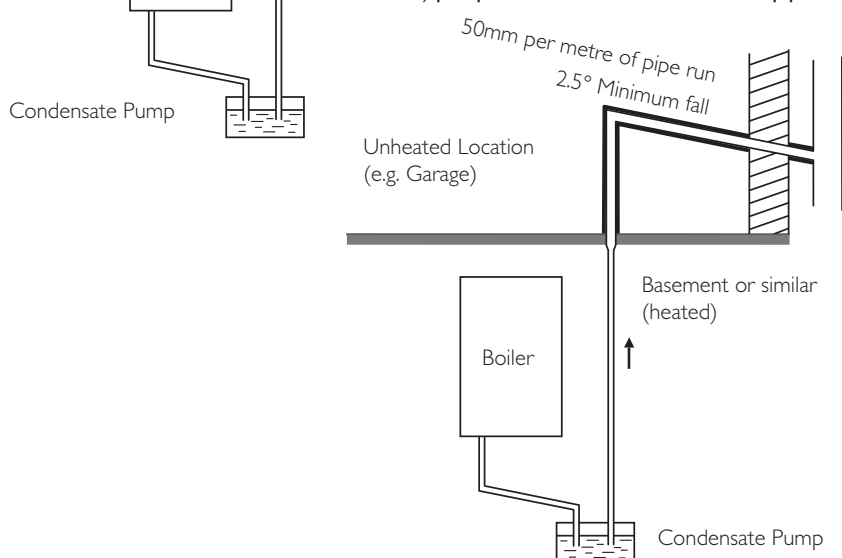 50mm per metre of pipe run
2.5° Minimum fall
Condensate Pump
Unheated Location
(e.g. Garage)
Basement or similar
(heated)
Boiler
Condensate Pump